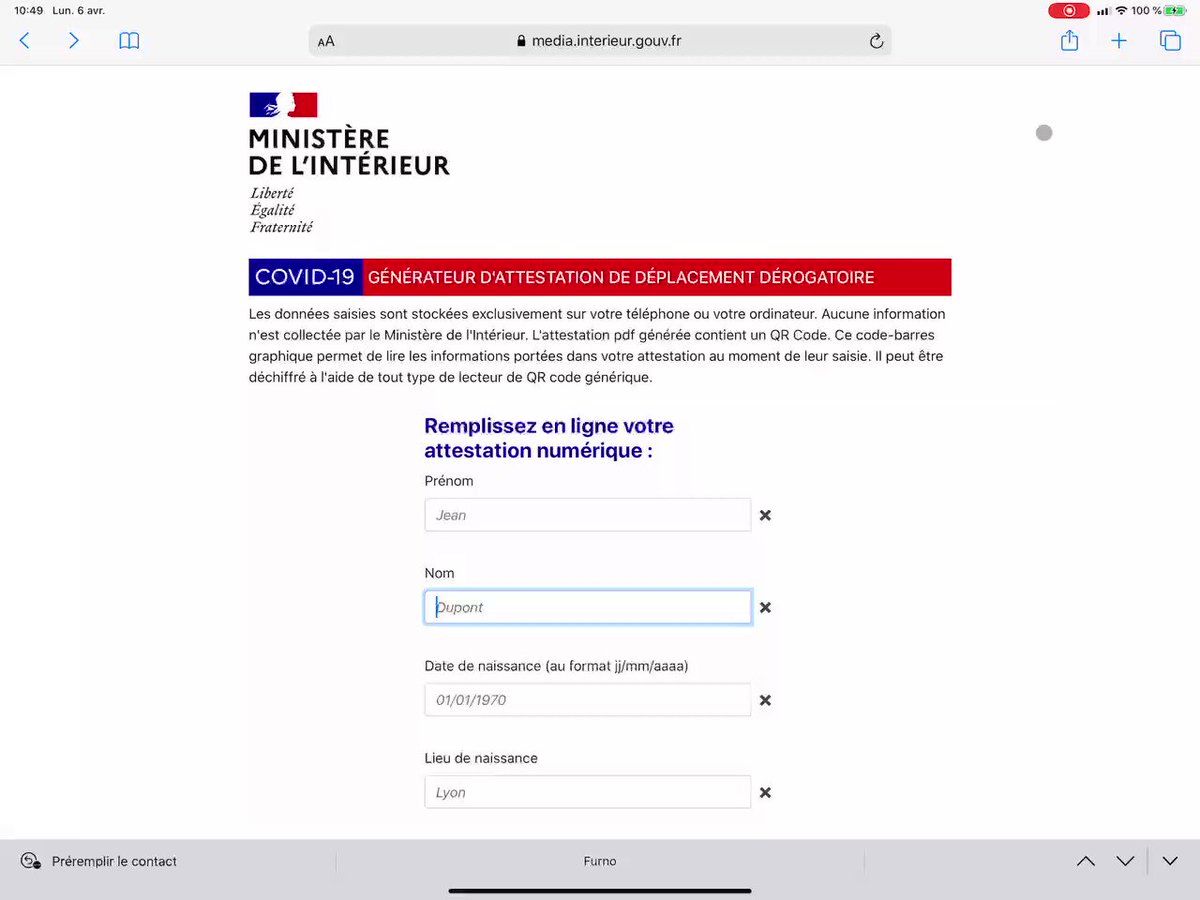 10:49 Lun. 6 avr.
100 %
AA
media.interieur.gouv.fr
MINISTÈRE
DE L'INTÉRIEUR
Liberté
Égalité
Fraternité
COVID-19 GÉNÉRATEUR D'ATTESTATION DE DÉPLACEMENT DÉROGATOIRE
Les données saisies sont stockées exclusivement sur votre téléphone ou votre ordinateur. Aucune information
n'est collectée par le Ministère de l'Intérieur. L'attestation pdf générée contient un QR Code. Ce code-barres
graphique permet de lire les informations portées dans votre attestation au moment de leur saisie. Il peut être
déchiffré à l'aide de tout type de lecteur de QR code générique.
Remplissez en ligne votre
attestation numérique :
Prénom
Jean
Nom
Dupont
Date de naissance (au format jj/mm/aaaa)
01/01/1970
Lieu de naissance
Lyon
Préremplir le contact
Furno